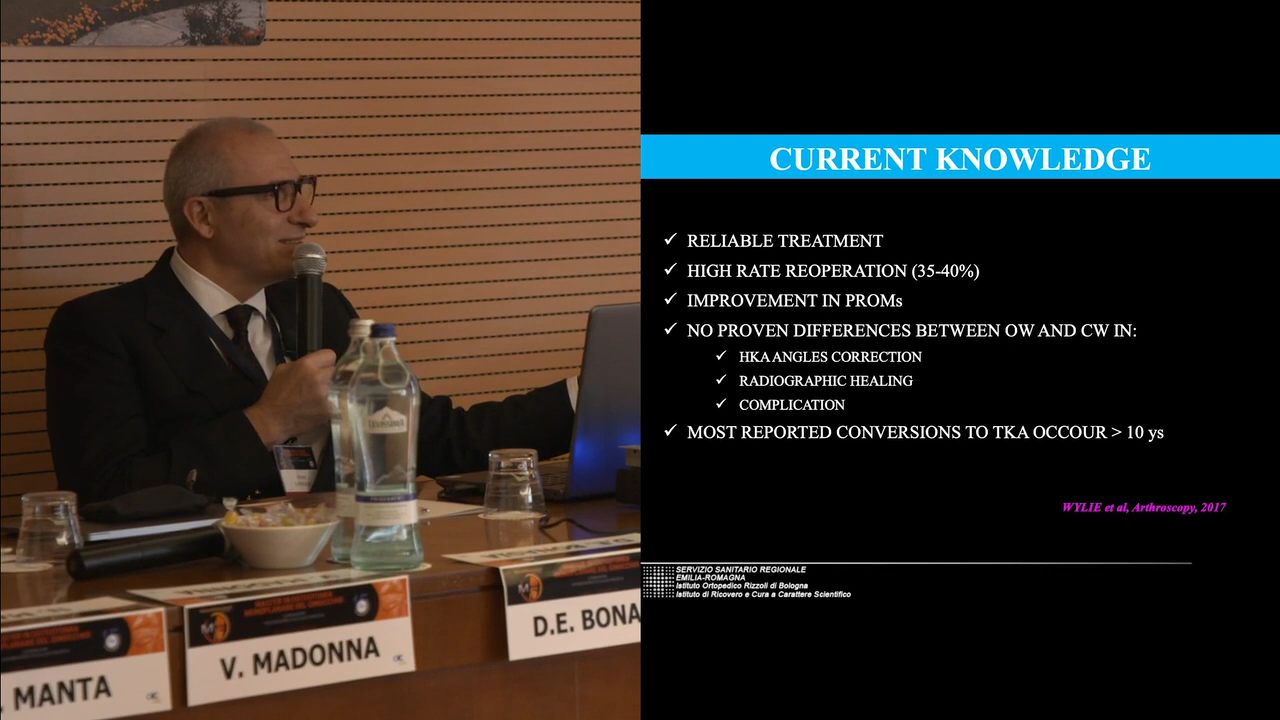 CURRENT KNOWLEDGE
✓ RELIABLE TREATMENT
✓ HIGH RATE REOPERATION (35-40%)
✓ IMPROVEMENT IN PROMs
✓ NO PROVEN DIFFERENCES BETWEEN OW AND CW IN:
✓ HKA ANGLES CORRECTION
✓ RADIOGRAPHIC HEALING
✓ COMPLICATION
✓ MOST REPORTED CONVERSIONS TO TKA OCCOUR > 10 ys
WYLIE et al, Arthroscopy, 2017
SERVIZIO SANITARIO REGIONALE
EMILIA-ROMAGNA
Istituto Ortopedico Rizzoli di Bologna
Istituto di Ricovero e Cura a Carattere Scientifico
MANTA
V. MADONNA
D.E. BONA